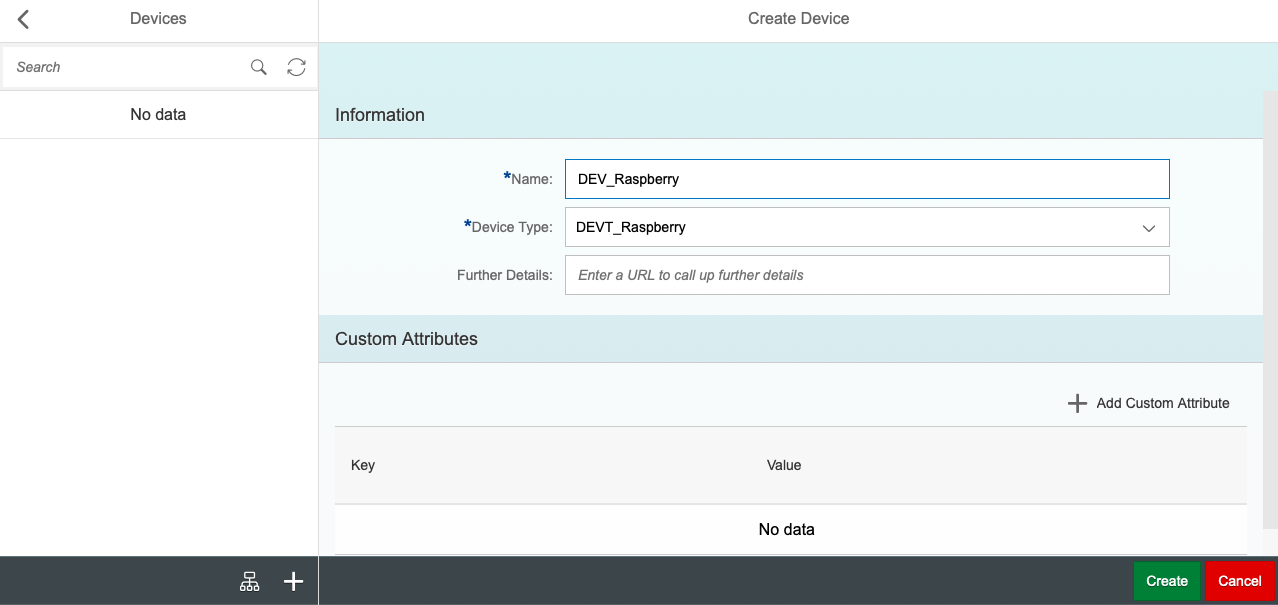 Devices
Create Device
Search
No data
Information
*Name:
DEV_Raspberry
*Device Type:
DEVT_Raspberry
Further Details:
Enter a URL to call up further details
Custom Attributes
Add Custom Attribute
Key
Value
No data
Create
Cancel